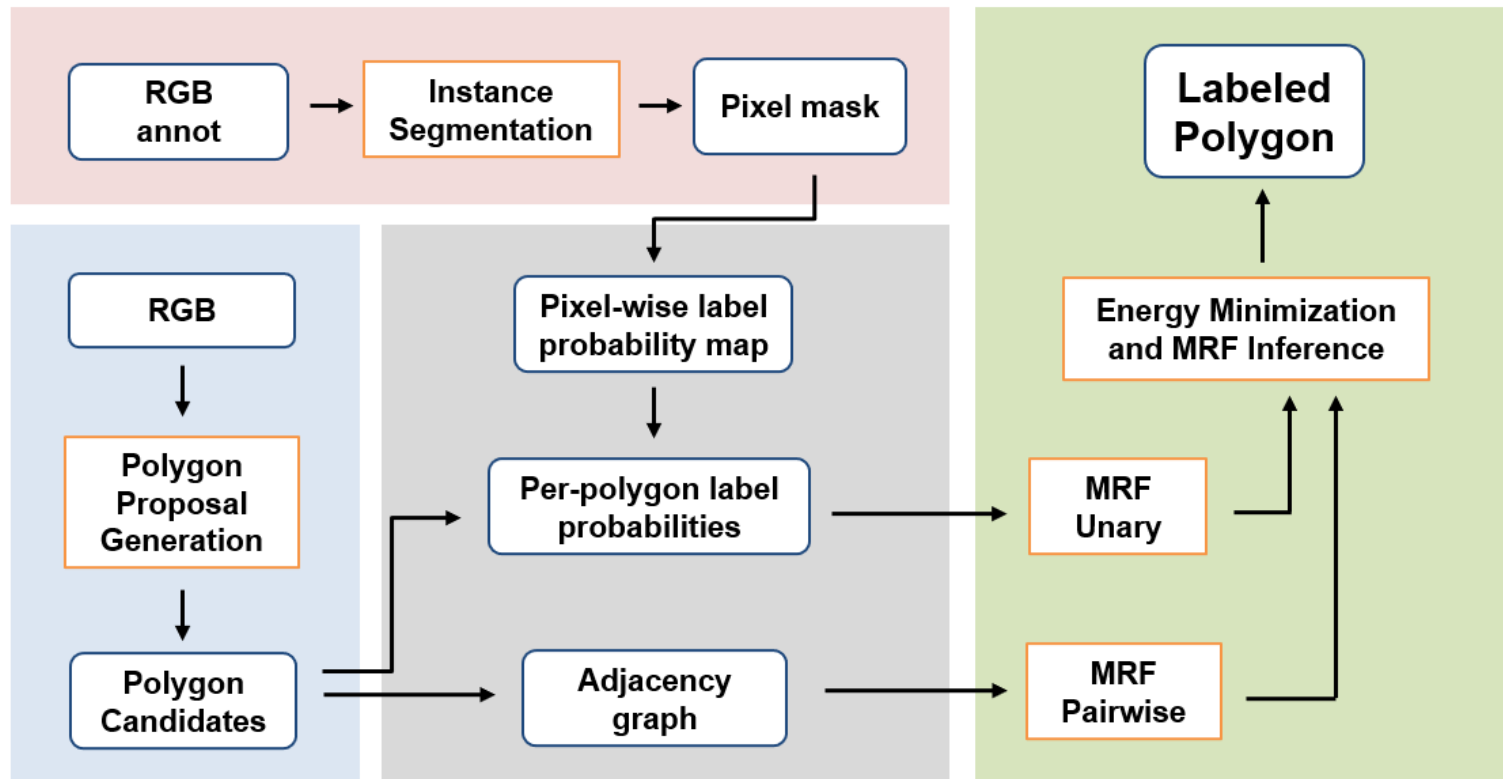 RGB
annot
Instance
Segmentation
Pixel mask
Labeled
Polygon
RGB
Pixel-wise label
probability map
Energy Minimization
and MRF Inference
Polygon
Proposal
Generation
Per-polygon label
probabilities
MRF
Unary
Polygon
Candidates
Adjacency
graph
MRF
Pairwise